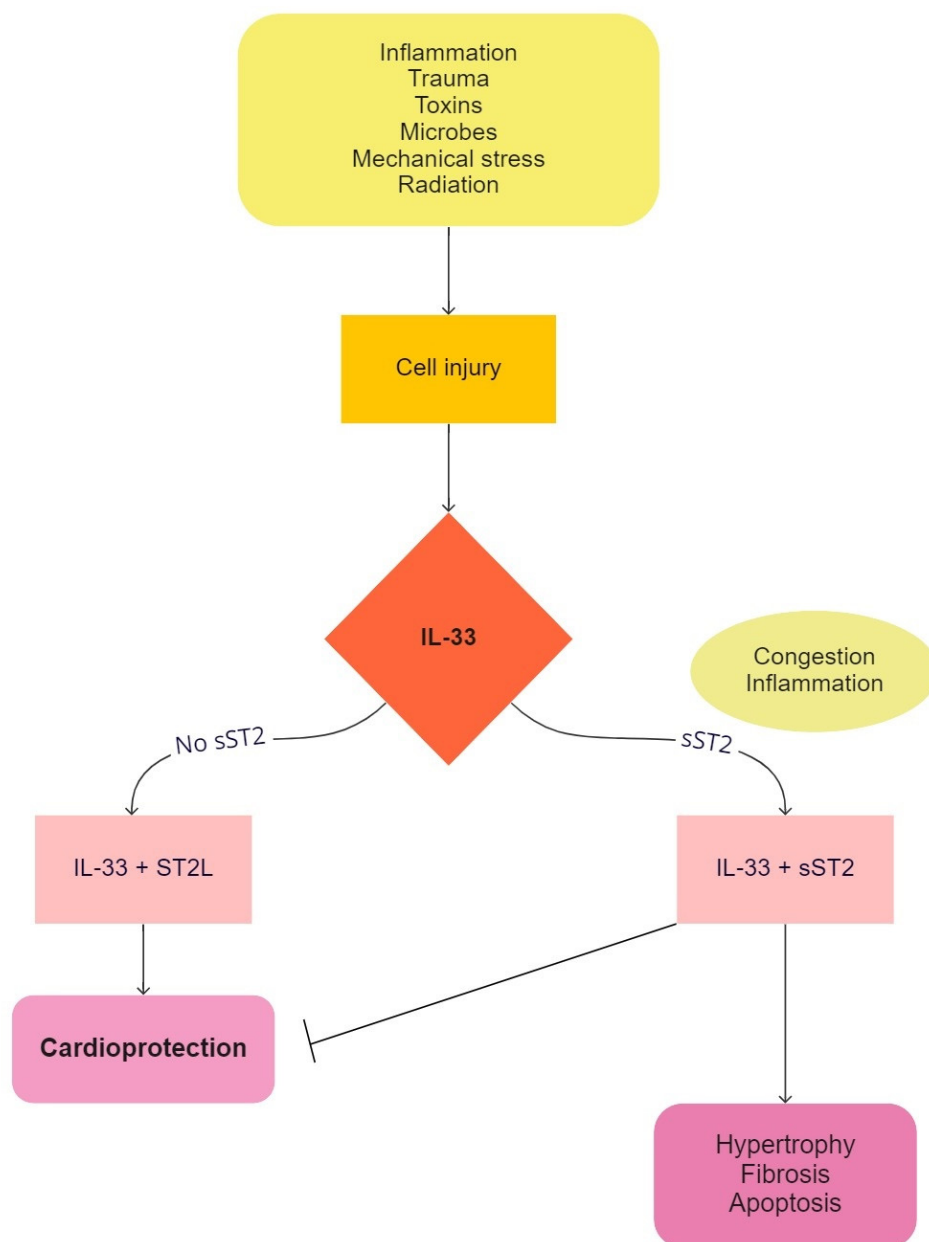 Inflammation
Trauma
Toxins
Microbes
Mechanical stress
Radiation
Cell injury
IL-33
Congestion
Inflammation
No sST2
sST2
IL-33 + ST2L
IL-33 + sST2
Cardioprotection
Hypertrophy
Fibrosis
Apoptosis